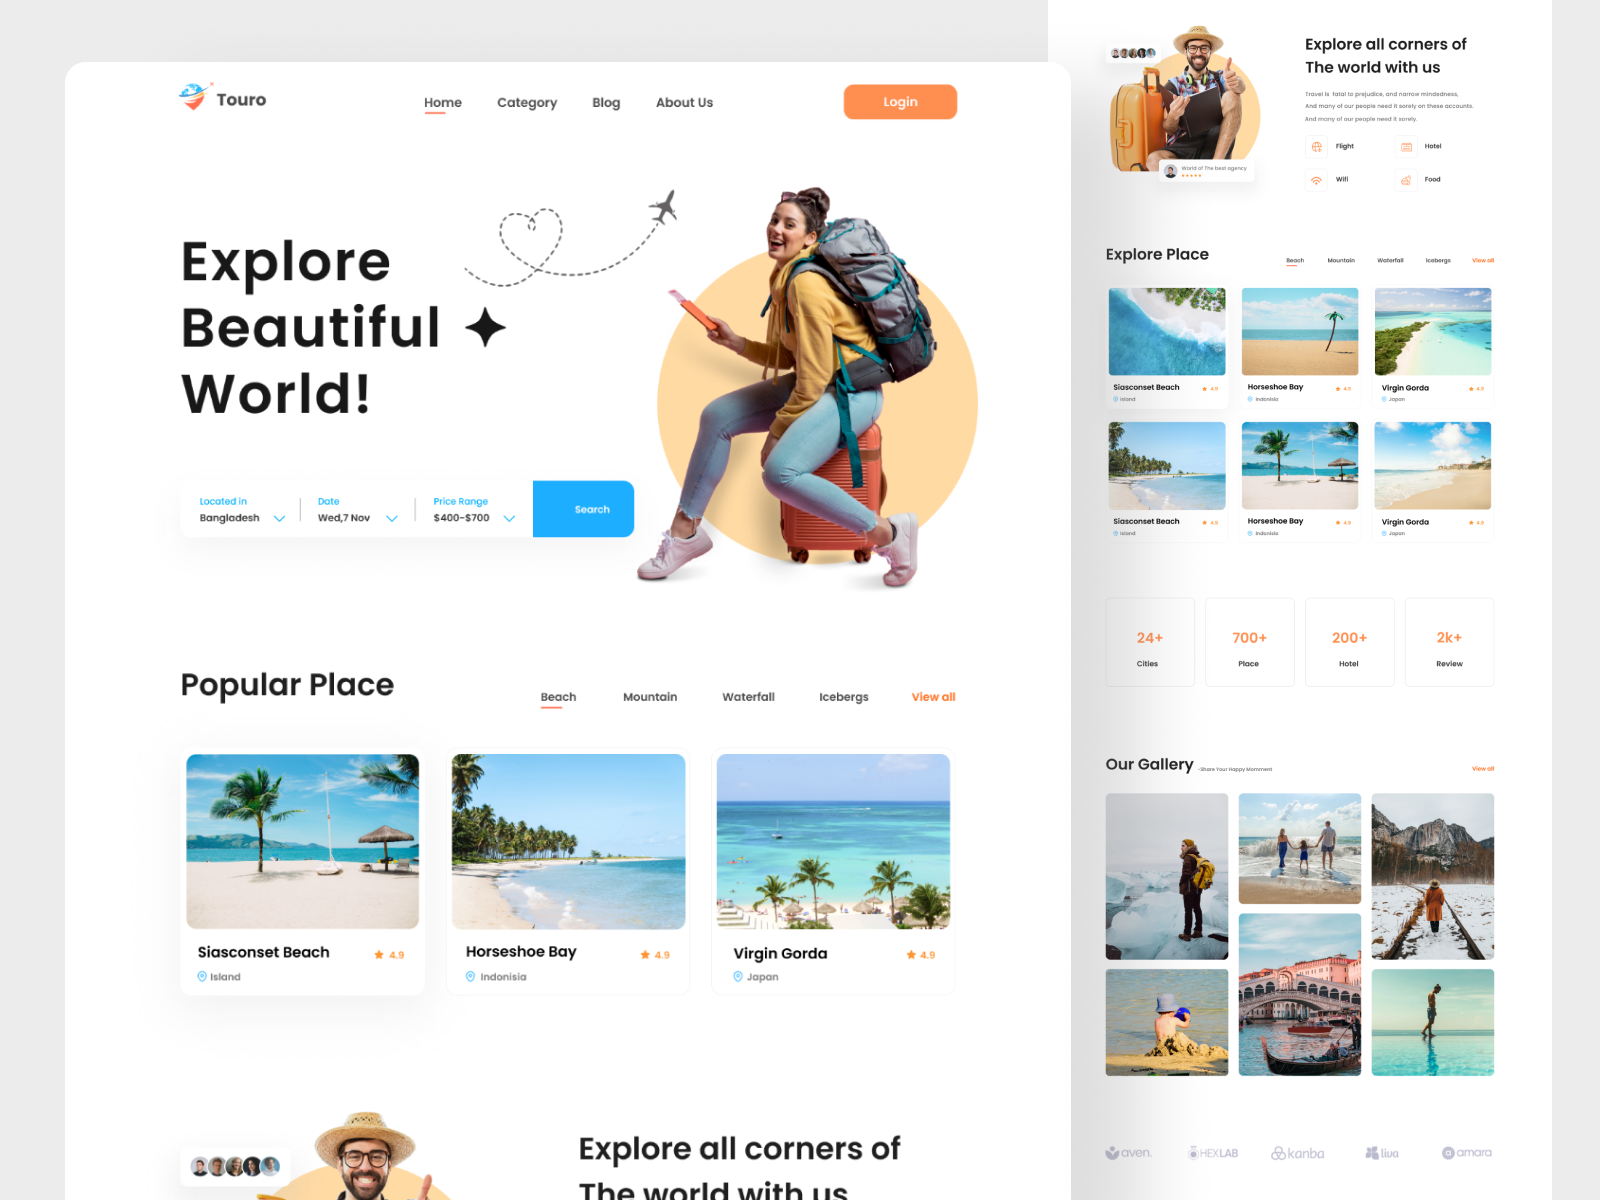 Touro
Home
Category
Blog
About Us
Login
Explore
Beautiful
World!
Located in
Bangladesh
Date
Wed,7 Nov
Price Range
$400-$700
Search
Popular Place
Beach
Mountain
Waterfall
Icebergs
View all
Siasconset Beach
4.9
Island
Horseshoe Bay
4.9
Indonisia
Virgin Gorda
4.9
Japan
Explore all corners of
The world with us
Explore all corners of
The world with us
Travel is fatal to prejudice, and narrow mindedness,
And many of our people need it sorely on these accounts.
And many of our people need it sorely.
Flight
Hotel
Wifi
Food
World of The best agency
Explore Place
Beach
Mountain
Waterfall
Icebergs
View all
Siasconset Beach
4.9
Island
Horseshoe Bay
4.9
Indonisia
Virgin Gorda
4.9
Japan
Siasconset Beach
4.9
Island
Horseshoe Bay
4.9
Indonisia
Virgin Gorda
4.9
Japan
24+
Cities
700+
Place
200+
Hotel
2k+
Review
Our Gallery
-Share Your Happy Momment
View all
aven.
HEXLAB
kanba
liva
amara